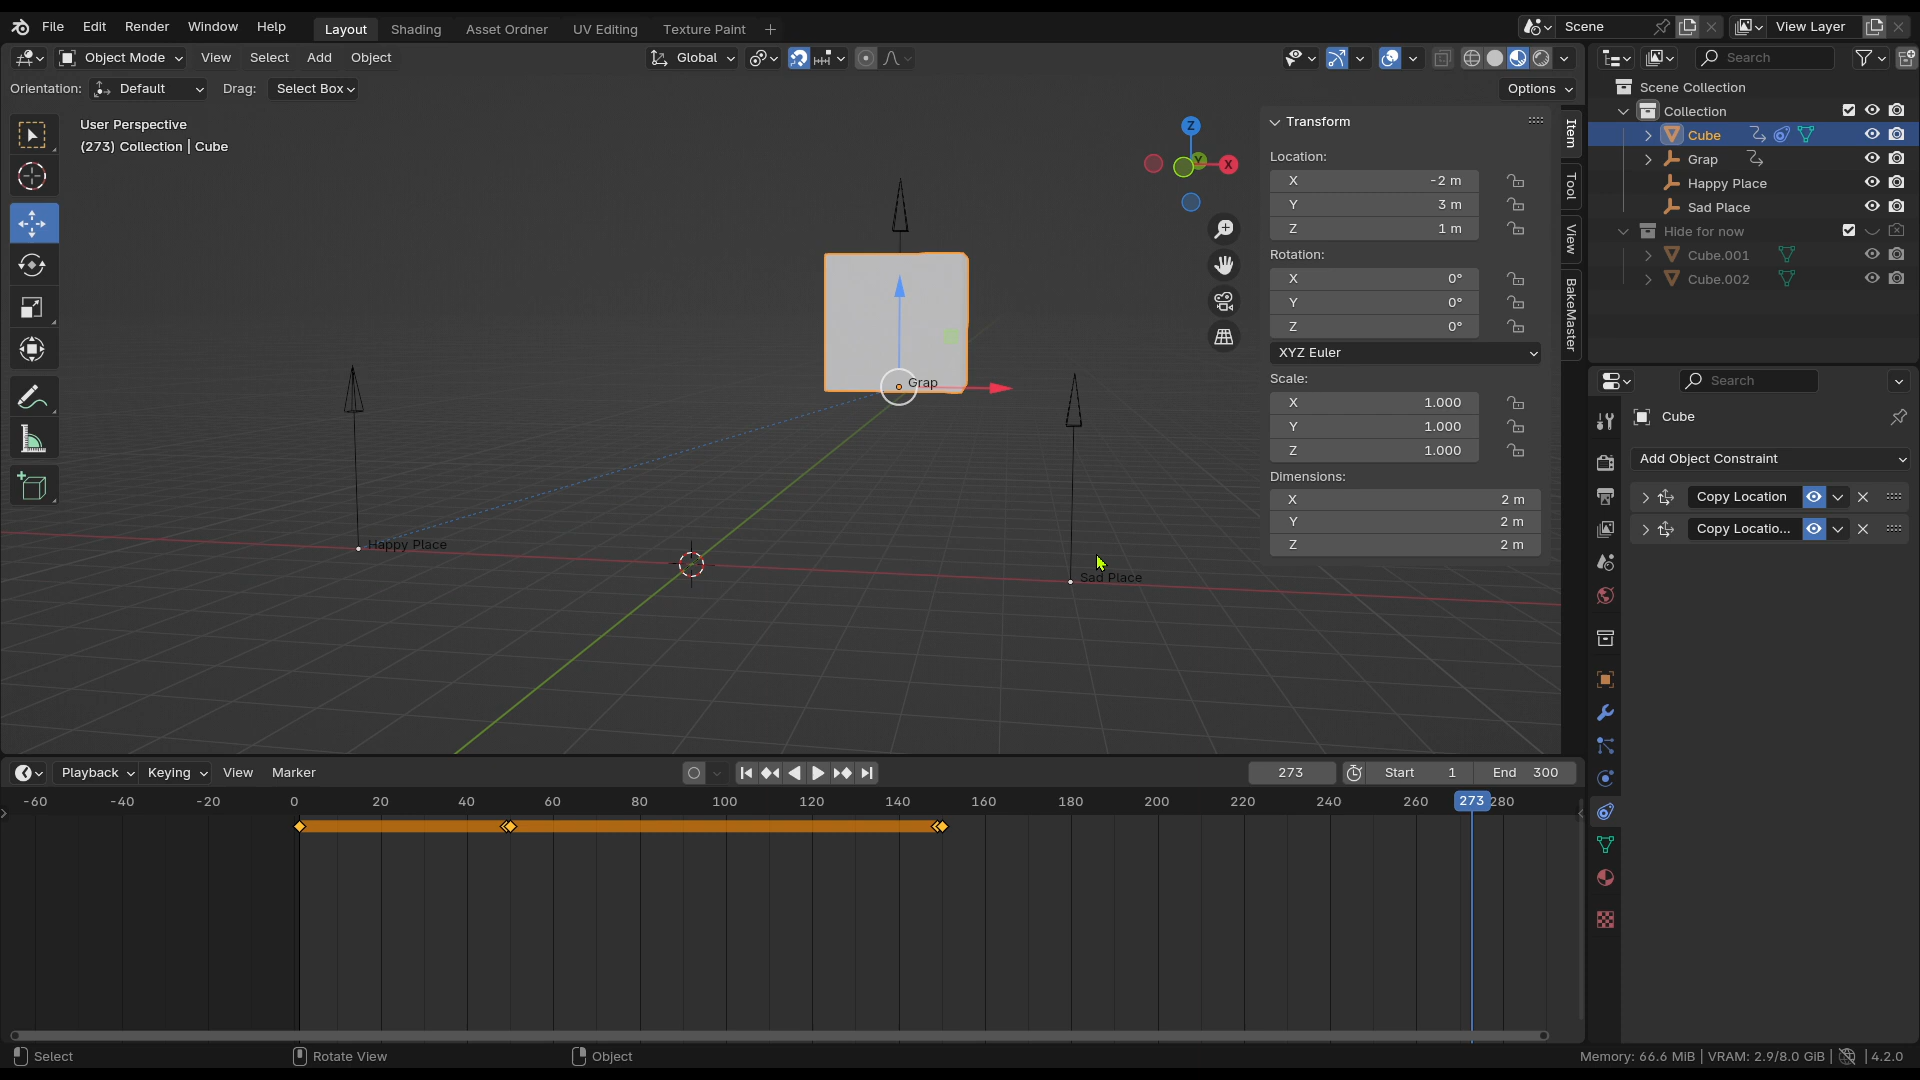 File Edit Render Window Help Layout Shading Asset Ordner UV Editing Texture Paint + Scene View Layer
Object Mode View Select Add Object Global Search
Orientation: Default Drag: Select Box Options
User Perspective
(273) Collection | Cube
Z
Y
X
Grap
Happy Place
Sad Place
Transform
Location:
X -2 m
Y 3 m
Z 1 m
Rotation:
X 0°
Y 0°
Z 0°
XYZ Euler
Scale:
X 1.000
Y 1.000
Z 1.000
Dimensions:
X 2 m
Y 2 m
Z 2 m
Item
Tool
View
BakeMaster
Scene Collection
Collection
Cube
Grap
Happy Place
Sad Place
Hide for now
Cube.001
Cube.002
Search
Cube
Add Object Constraint
Copy Location
Copy Locatio...
Playback Keying View Marker 273 Start 1 End 300
-60 -40 -20 0 20 40 60 80 100 120 140 160 180 200 220 240 260 273 280
Select Rotate View Object Memory: 66.6 MiB | VRAM: 2.9/8.0 GiB | 4.2.0